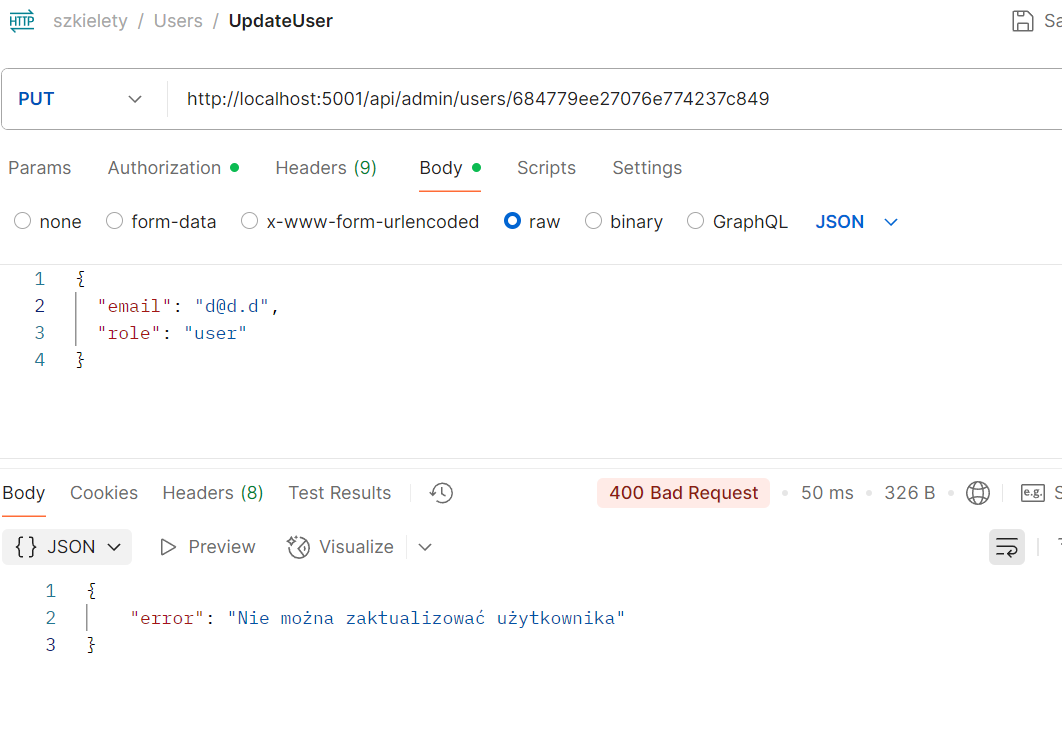 HTTP szkielety / Users / UpdateUser Sa
PUT http://localhost:5001/api/admin/users/684779ee27076e774237c849
Params Authorization Headers (9) Body Scripts Settings
none form-data x-www-form-urlencoded raw binary GraphQL JSON
1 {
2 "email": "d@d.d",
3 "role": "user"
4 }
Body Cookies Headers (8) Test Results 400 Bad Request 50 ms 326 B e.g. S
{} JSON Preview Visualize
1 {
2 "error": "Nie można zaktualizować użytkownika"
3 }